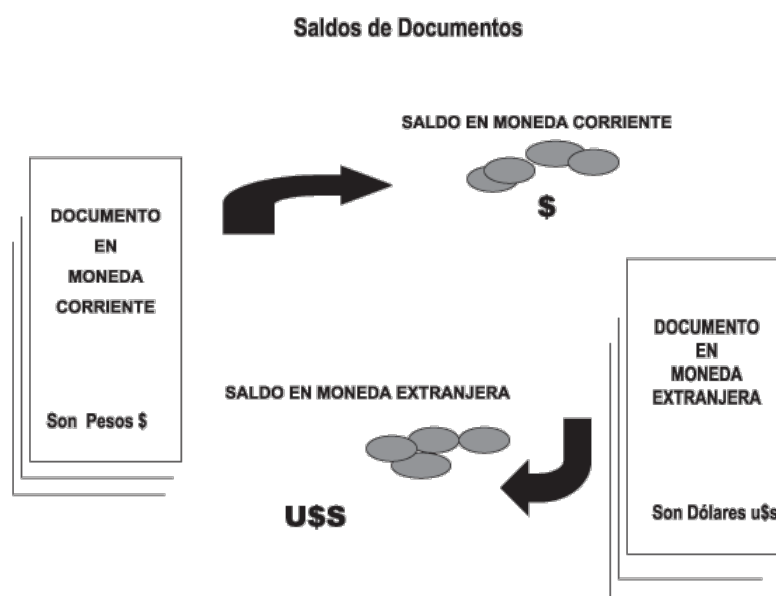 Saldos de Documentos
SALDO EN MONEDA CORRIENTE
$
DOCUMENTO
EN
MONEDA
CORRIENTE
Son Pesos $
SALDO EN MONEDA EXTRANJERA
U$S
DOCUMENTO
EN
MONEDA
EXTRANJERA
Son Dólares u$s